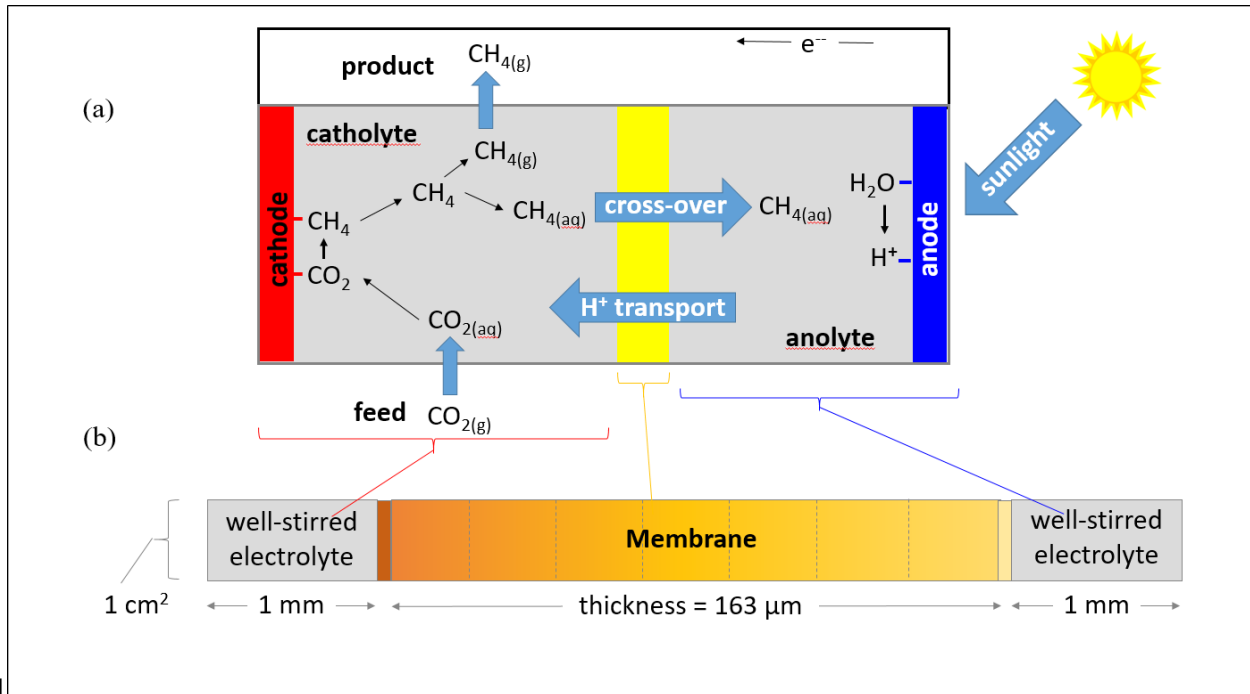 (a)
product
CH4(g)
e--
catholyte
CH4(g)
CH4
CH4(aq)
cross-over
CH4(aq)
H2O
H+
sunlight
cathode
CH4
CO2
CO2(aq)
H+ transport
anolyte
anode
feed
CO2(g)
(b)
well-stirred
electrolyte
Membrane
well-stirred
electrolyte
1 cm2
1 mm
thickness = 163 µm
1 mm